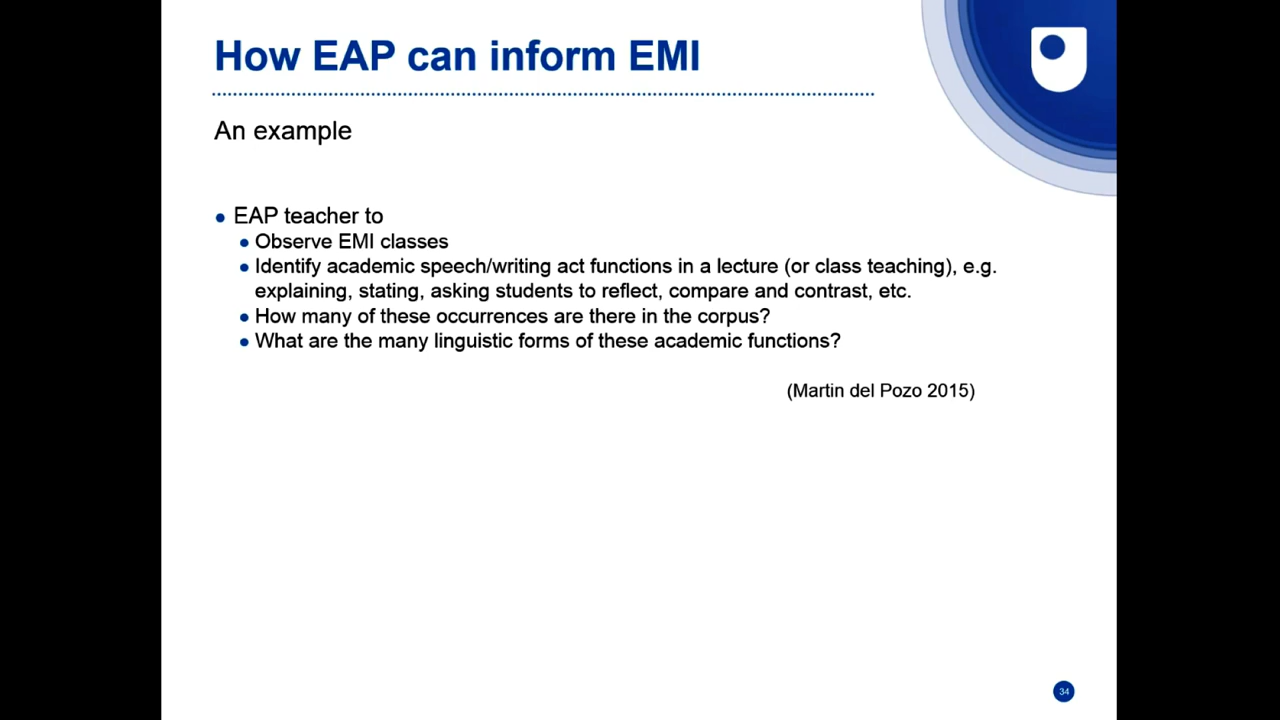 How EAP can inform EMI
An example
EAP teacher to
Observe EMI classes
Identify academic speech/writing act functions in a lecture (or class teaching), e.g.
explaining, stating, asking students to reflect, compare and contrast, etc.
How many of these occurrences are there in the corpus?
What are the many linguistic forms of these academic functions?
(Martin del Pozo 2015)
34